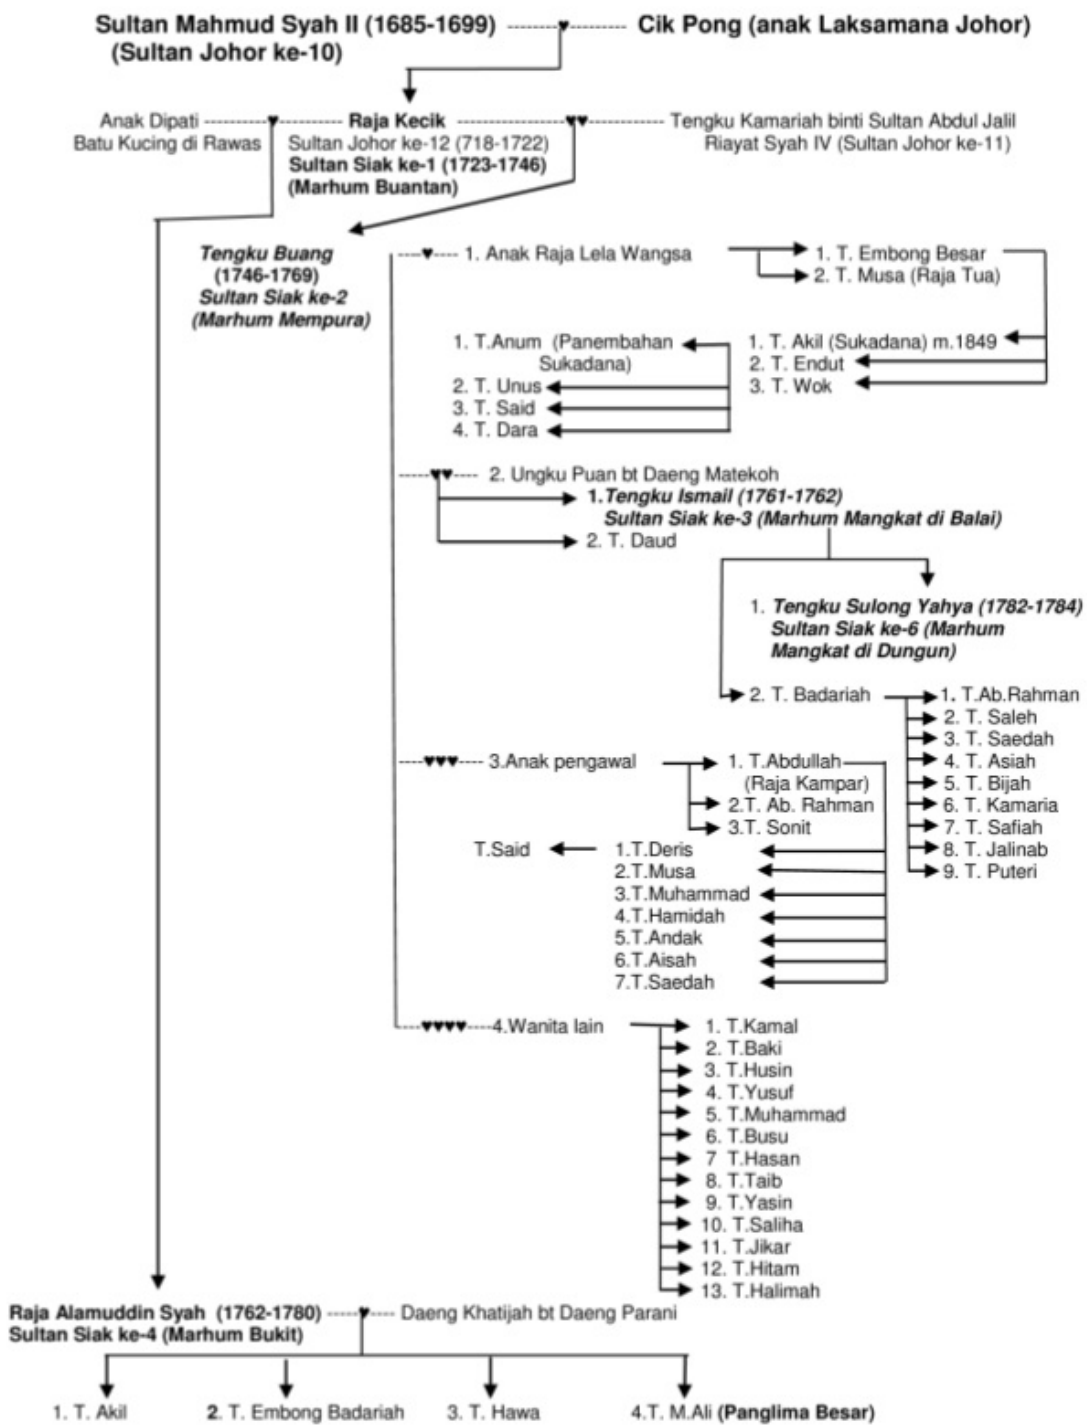 Sultan Mahmud Syah II (1685-1699)
(Sultan Johor ke-10)
Cik Pong (anak Laksamana Johor)
Anak Dipati
Batu Kucing di Rawas
Raja Kecik
Sultan Johor ke-12 (718-1722)
Sultan Siak ke-1 (1723-1746)
(Marhum Buantan)
Tengku Kamariah binti Sultan Abdul Jalil
Riayat Syah IV (Sultan Johor ke-11)
Tengku Buang
(1746-1769)
Sultan Siak ke-2
(Marhum Mempura)
1. Anak Raja Lela Wangsa
1. T. Embong Besar
2. T. Musa (Raja Tua)
1. T. Akil (Sukadana) m.1849
2. T. Endut
3. T. Wok
1. T.Anum (Panembahan
Sukadana)
2. T. Unus
3. T. Said
4. T. Dara
2. Ungku Puan bt Daeng Matekoh
1.Tengku Ismail (1761-1762)
Sultan Siak ke-3 (Marhum Mangkat di Balai)
2. T. Daud
1. Tengku Sulong Yahya (1782-1784)
Sultan Siak ke-6 (Marhum
Mangkat di Dungun)
2. T. Badariah
1. T.Ab.Rahman
2. T. Saleh
3. T. Saedah
4. T. Asiah
5. T. Bijah
6. T. Kamaria
7. T. Safiah
8. T. Jalinab
9. T. Puteri
3.Anak pengawal
1. T.Abdullah
(Raja Kampar)
2.T. Ab. Rahman
3.T. Sonit
T.Said
1.T.Deris
2.T.Musa
3.T.Muhammad
4.T.Hamidah
5.T.Andak
6.T.Aisah
7.T.Saedah
4.Wanita lain
1. T.Kamal
2. T.Baki
3. T.Husin
4. T.Yusuf
5. T.Muhammad
6. T.Busu
7 T.Hasan
8. T.Taib
9. T.Yasin
10. T.Saliha
11. T.Jikar
12. T.Hitam
13. T.Halimah
Raja Alamuddin Syah (1762-1780)
Sultan Siak ke-4 (Marhum Bukit)
Daeng Khatijah bt Daeng Parani
1. T. Akil
2. T. Embong Badariah
3. T. Hawa
4.T. M.Ali (Panglima Besar)